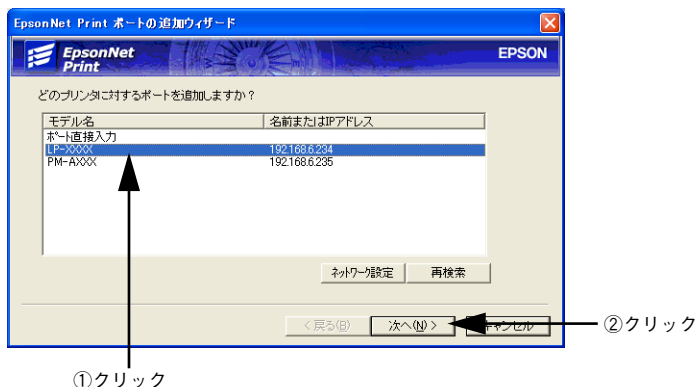 EpsonNet Print ポートの追加ウィザード
EpsonNet
Print
EPSON
どのプリンタに対するポートを追加しますか？
モデル名 名前またはIPアドレス
ポート直接入力
LP-XXXX 192.168.6.234
PM-AXXX 192.168.6.235
ネットワーク設定 再検索
< 戻る(B) 次へ(N) > キャンセル
②クリック
①クリック